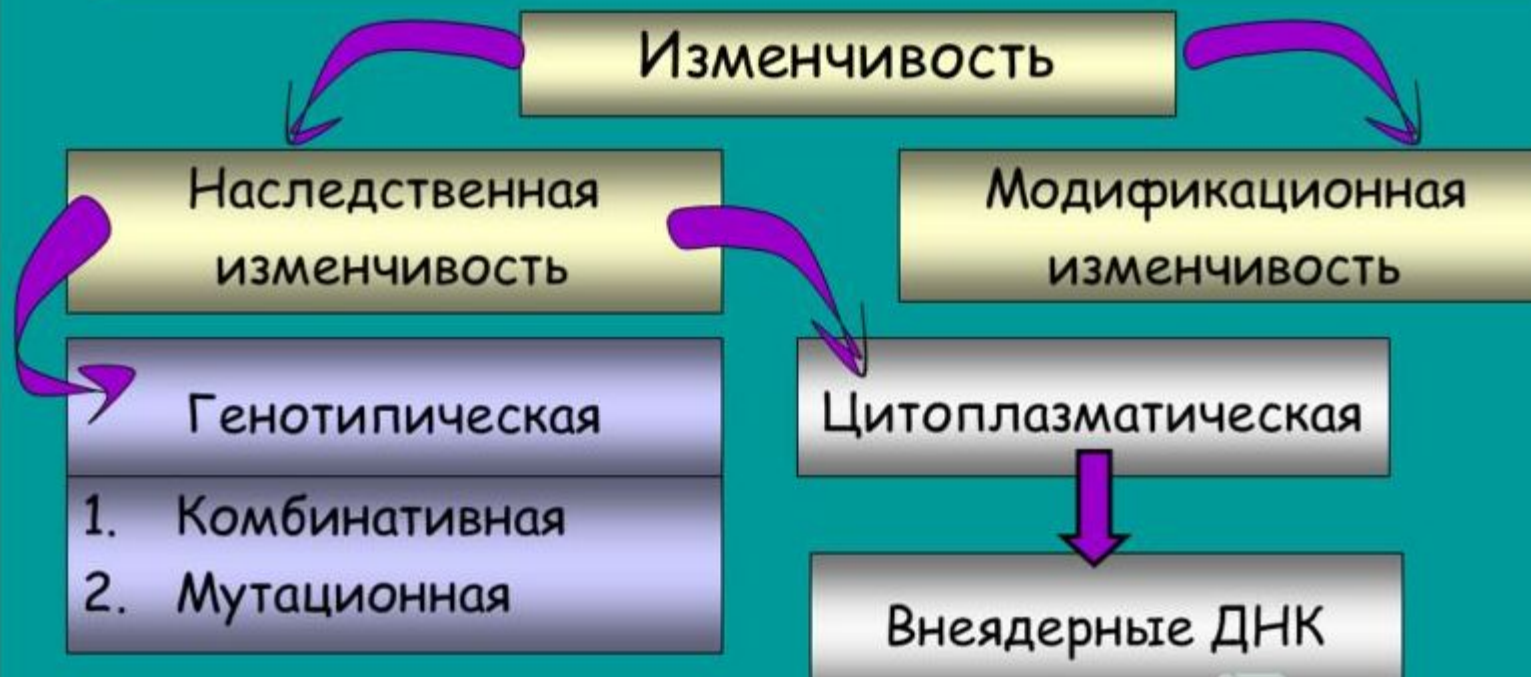 Изменчивость
Наследственная
изменчивость
Модификационная
изменчивость
Генотипическая
1. Комбинативная
2. Мутационная
Цитоплазматическая
Внеядерные ДНК